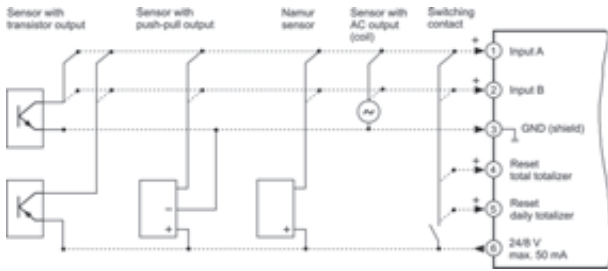 Sensor with
transistor output
Sensor with
push-pull output
Namur
sensor
Sensor with
AC output
(coil)
Switching
contact
+
1
Input A
+
2
Input B
3
GND (shield)
+
4
Reset
total totalizer
+
5
Reset
daily totalizer
6
24/8 V
max. 50 mA
~
−
+
+